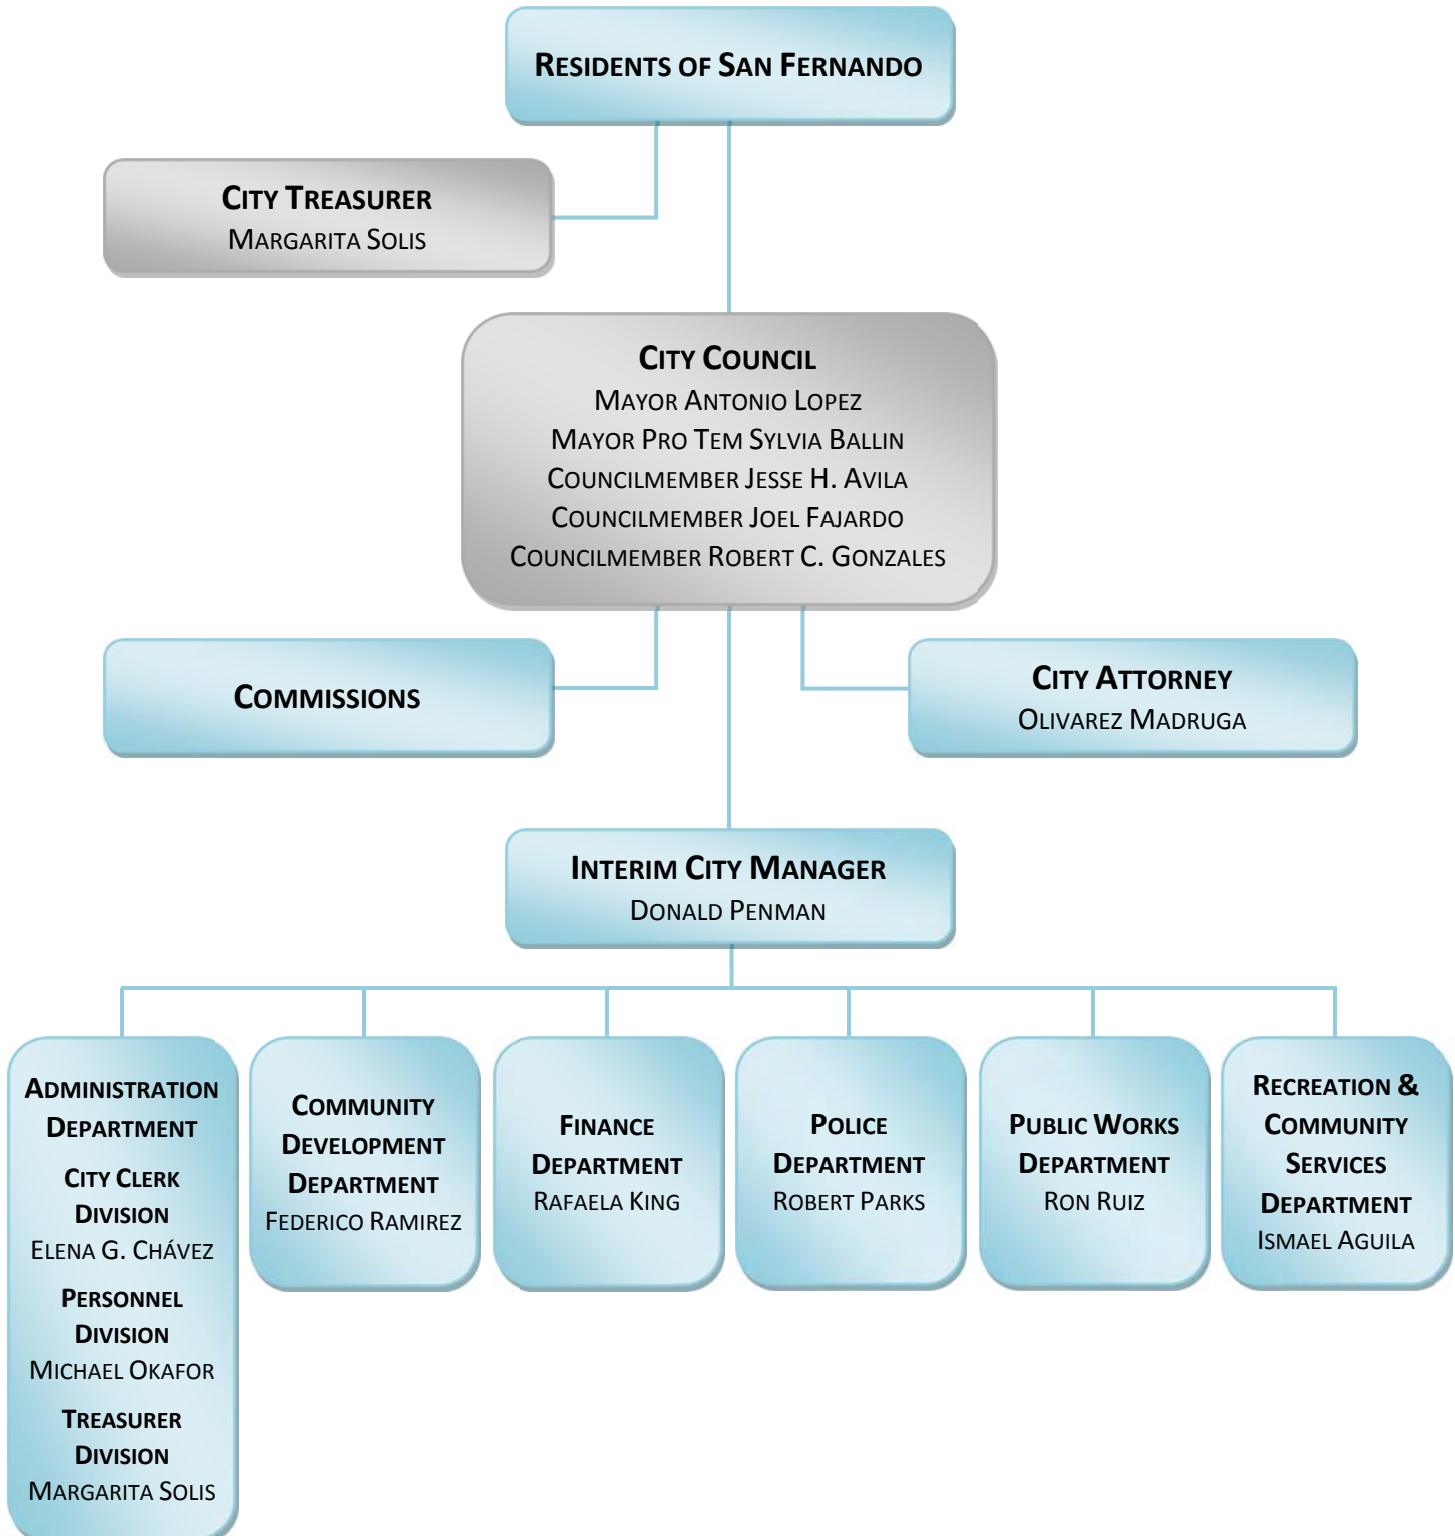 RESIDENTS OF SAN FERNANDO
CITY TREASURER
MARGARITA SOLIS
CITY COUNCIL
MAYOR ANTONIO LOPEZ
MAYOR PRO TEM SYLVIA BALLIN
COUNCILMEMBER JESSE H. AVILA
COUNCILMEMBER JOEL FAJARDO
COUNCILMEMBER ROBERT C. GONZALES
COMMISSIONS
CITY ATTORNEY
OLIVAREZ MADRUGA
INTERIM CITY MANAGER
DONALD PENMAN
ADMINISTRATION
DEPARTMENT
CITY CLERK
DIVISION
ELENA G. CHÁVEZ
PERSONNEL
DIVISION
MICHAEL OKAFOR
TREASURER
DIVISION
MARGARITA SOLIS
COMMUNITY
DEVELOPMENT
DEPARTMENT
FEDERICO RAMIREZ
FINANCE
DEPARTMENT
RAFAELA KING
POLICE
DEPARTMENT
ROBERT PARKS
PUBLIC WORKS
DEPARTMENT
RON RUIZ
RECREATION &
COMMUNITY
SERVICES
DEPARTMENT
ISMAEL AGUILA